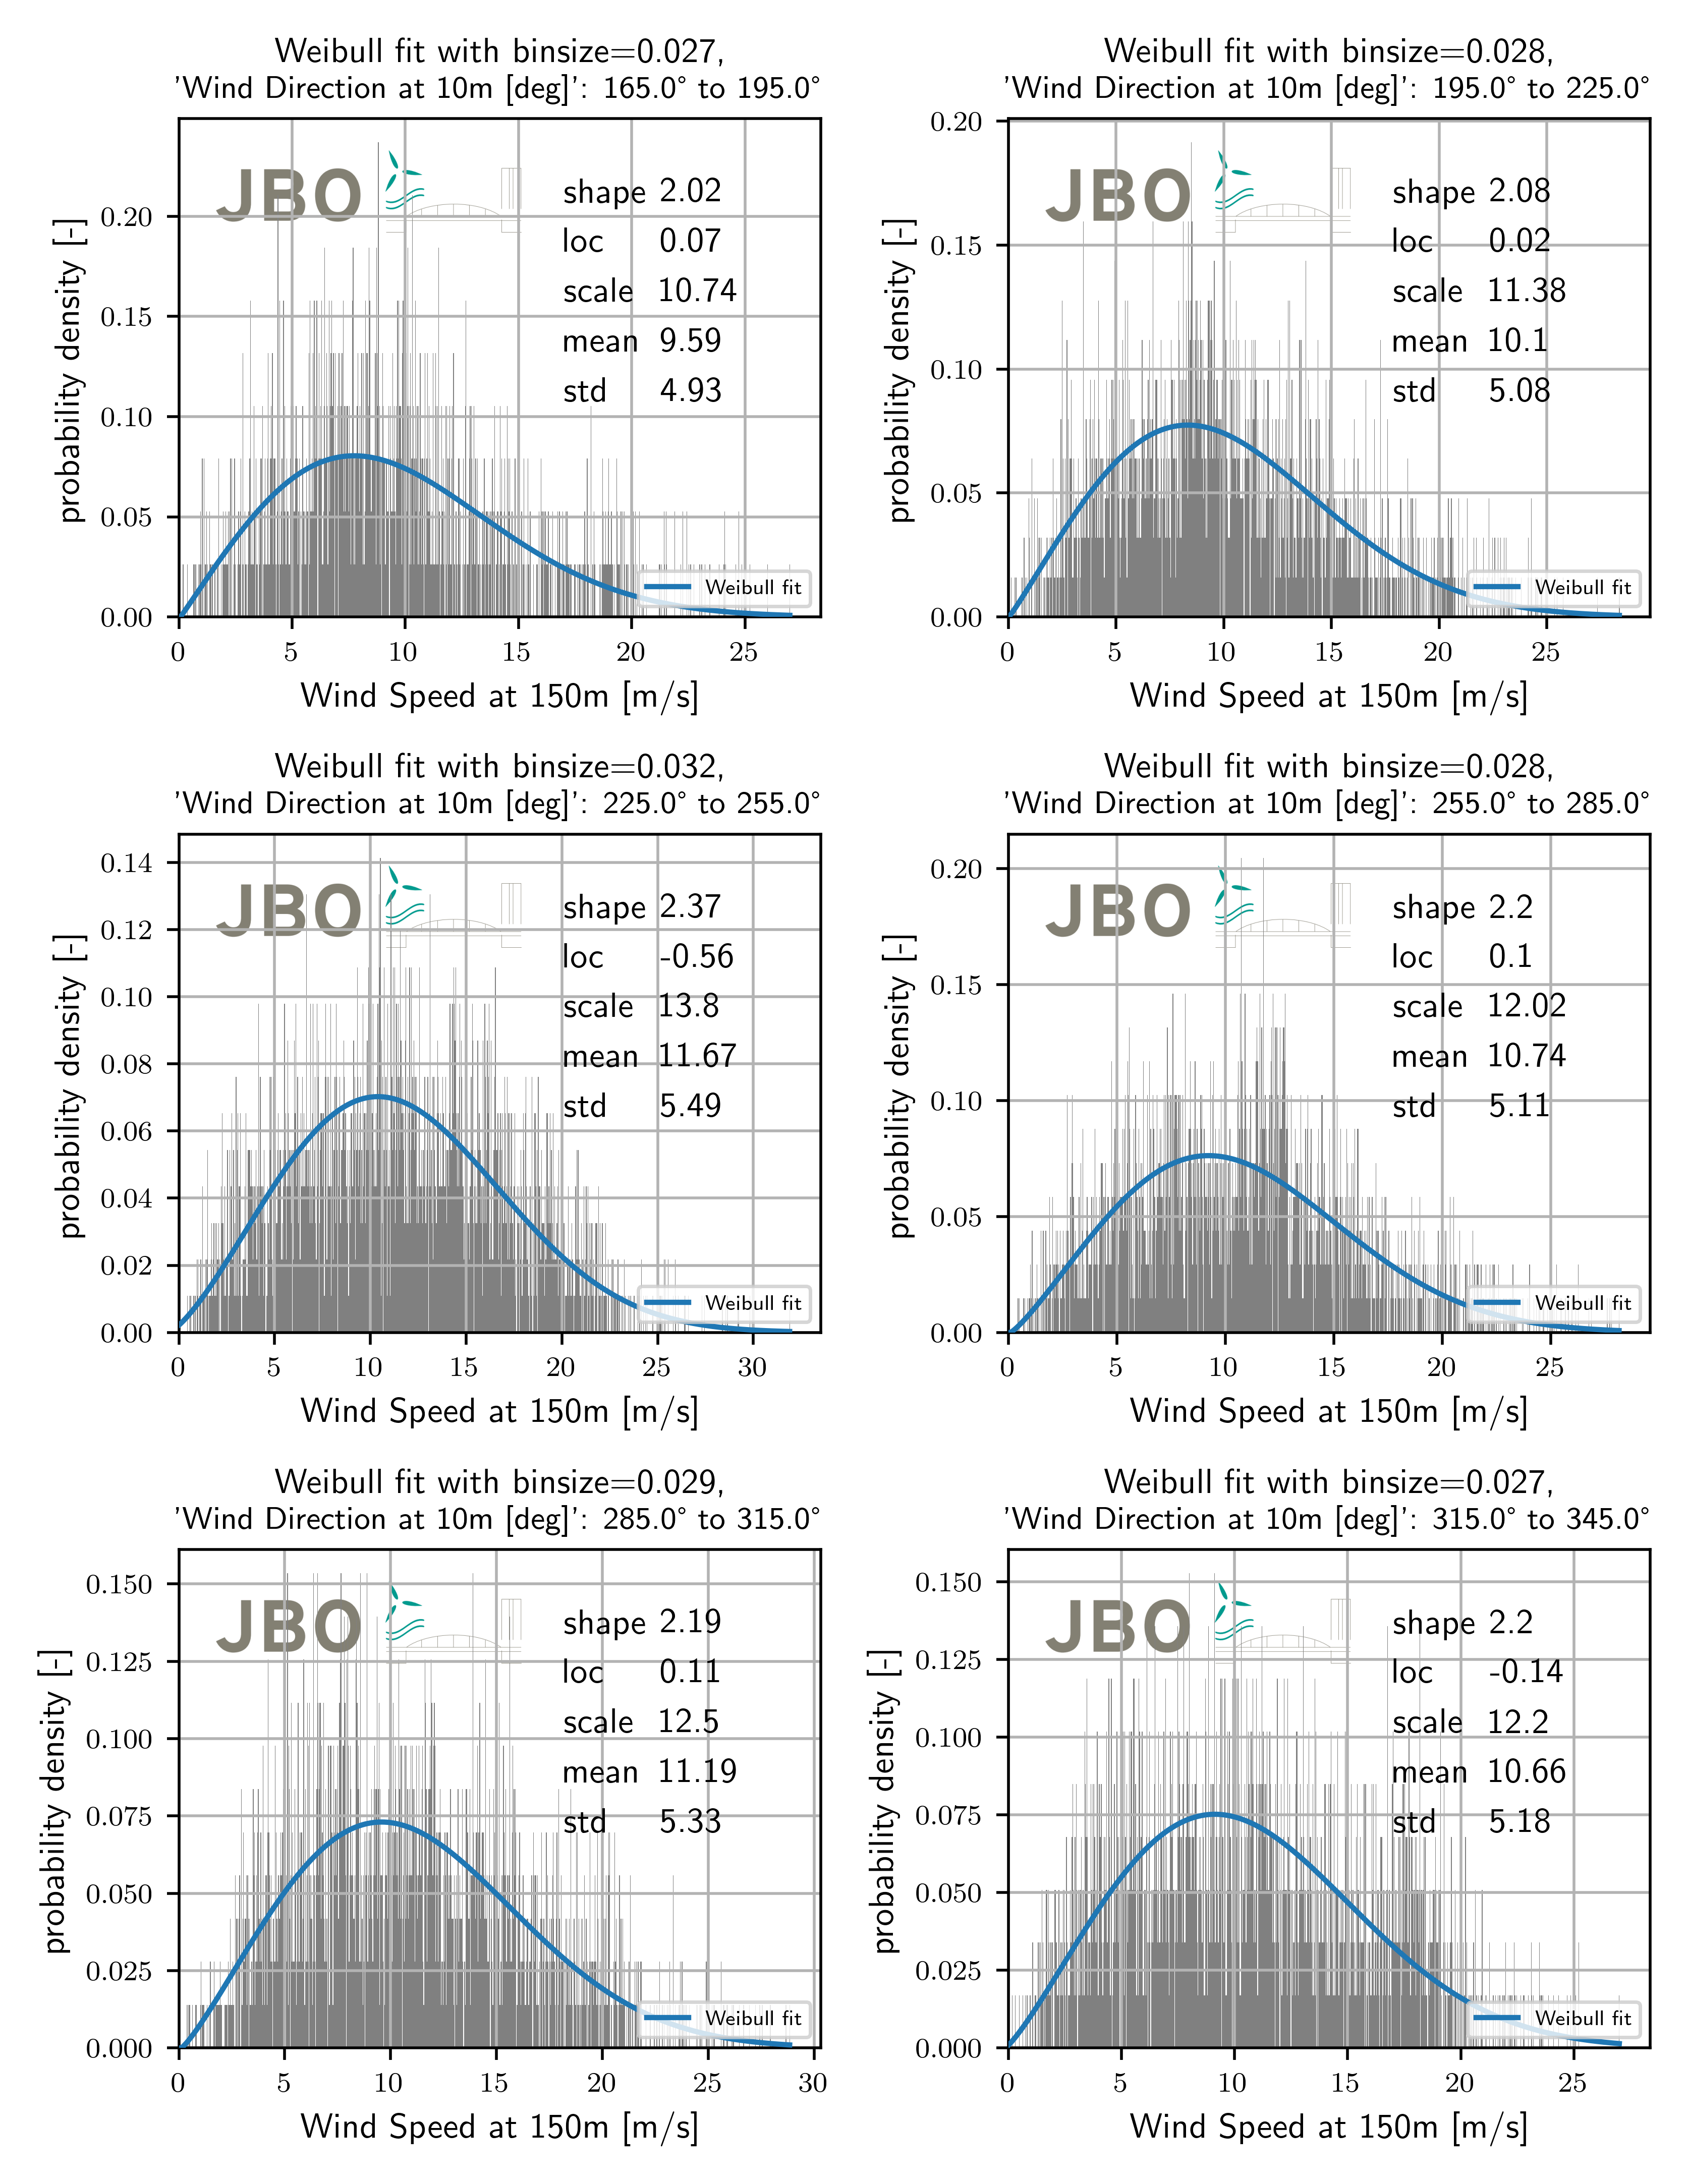 Weibull fit with binsize=0.027,
'Wind Direction at 10m [deg]': 165.0° to 195.0°
JBO
shape 2.02
loc 0.07
scale 10.74
mean 9.59
std 4.93
probability density [-]
0.20
0.15
0.10
0.05
0.00
Weibull fit
0 5 10 15 20 25
Wind Speed at 150m [m/s]
Weibull fit with binsize=0.028,
'Wind Direction at 10m [deg]': 195.0° to 225.0°
JBO
shape 2.08
loc 0.02
scale 11.38
mean 10.1
std 5.08
probability density [-]
0.20
0.15
0.10
0.05
0.00
Weibull fit
0 5 10 15 20 25
Wind Speed at 150m [m/s]
Weibull fit with binsize=0.032,
'Wind Direction at 10m [deg]': 225.0° to 255.0°
JBO
shape 2.37
loc -0.56
scale 13.8
mean 11.67
std 5.49
probability density [-]
0.14
0.12
0.10
0.08
0.06
0.04
0.02
0.00
Weibull fit
0 5 10 15 20 25 30
Wind Speed at 150m [m/s]
Weibull fit with binsize=0.028,
'Wind Direction at 10m [deg]': 255.0° to 285.0°
JBO
shape 2.2
loc 0.1
scale 12.02
mean 10.74
std 5.11
probability density [-]
0.20
0.15
0.10
0.05
0.00
Weibull fit
0 5 10 15 20 25
Wind Speed at 150m [m/s]
Weibull fit with binsize=0.029,
'Wind Direction at 10m [deg]': 285.0° to 315.0°
JBO
shape 2.19
loc 0.11
scale 12.5
mean 11.19
std 5.33
probability density [-]
0.150
0.125
0.100
0.075
0.050
0.025
0.000
Weibull fit
0 5 10 15 20 25 30
Wind Speed at 150m [m/s]
Weibull fit with binsize=0.027,
'Wind Direction at 10m [deg]': 315.0° to 345.0°
JBO
shape 2.2
loc -0.14
scale 12.2
mean 10.66
std 5.18
probability density [-]
0.150
0.125
0.100
0.075
0.050
0.025
0.000
Weibull fit
0 5 10 15 20 25
Wind Speed at 150m [m/s]